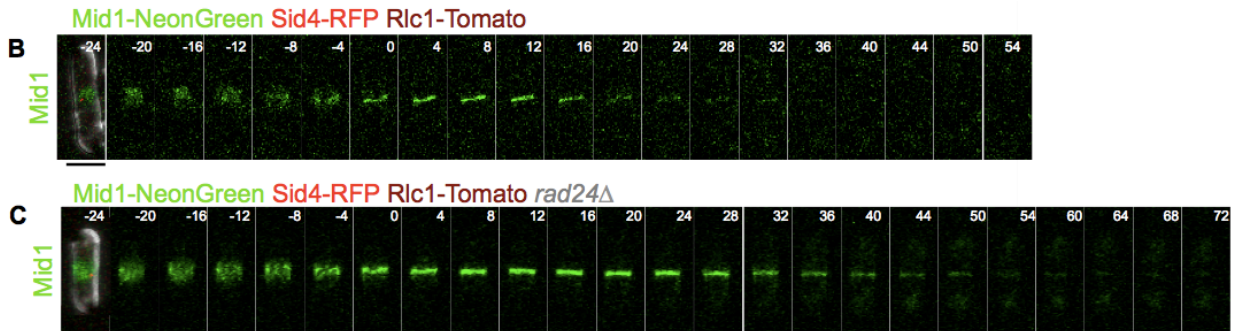 Mid1-NeonGreen Sid4-RFP Rlc1-Tomato
B
Mid1
-24 -20 -16 -12 -8 -4 0 4 8 12 16 20 24 28 32 36 40 44 50 54
Mid1-NeonGreen Sid4-RFP Rlc1-Tomato rad24Δ
C
Mid1
-24 -20 -16 -12 -8 -4 0 4 8 12 16 20 24 28 32 36 40 44 50 54 60 64 68 72